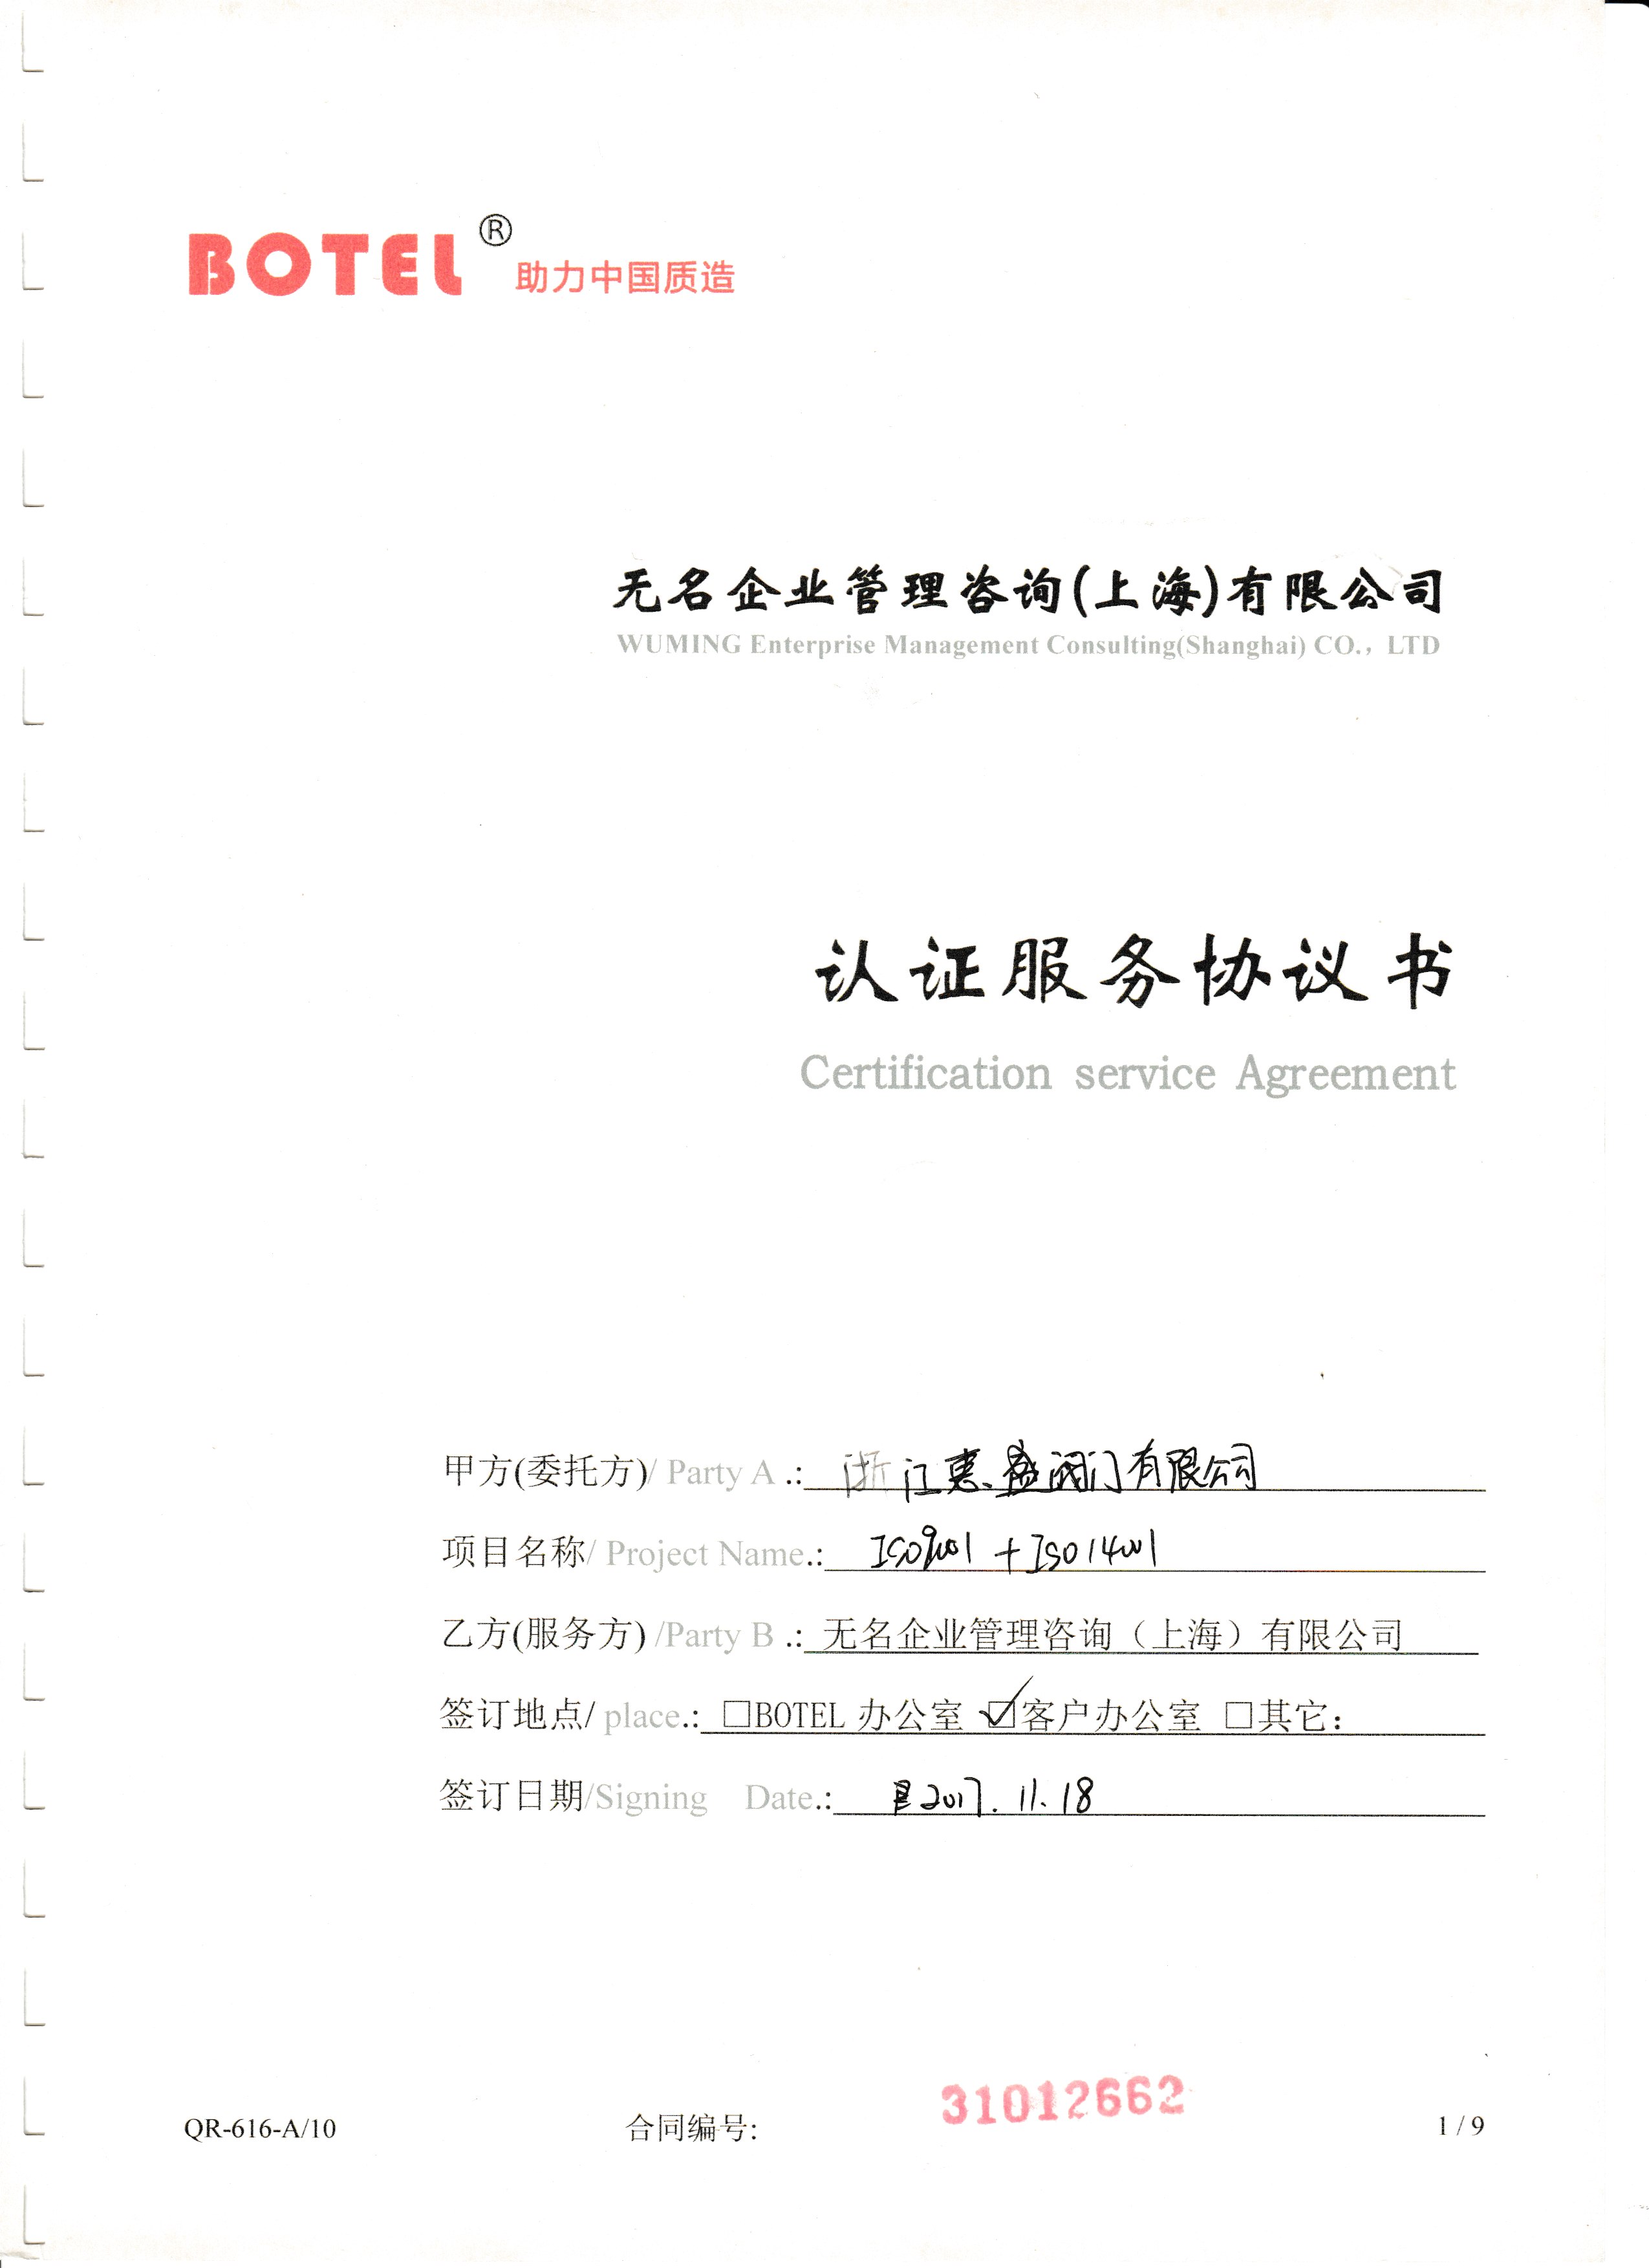 BOTEL® 助力中国质造
无名企业管理咨询(上海)有限公司
WUMING Enterprise Management Consulting(Shanghai) CO., LTD
认证服务协议书
Certification service Agreement
甲方(委托方)/ Party A .: 浙江惠盛阀门有限公司
项目名称/ Project Name.: ISO9001 + ISO14001
乙方(服务方) /Party B .: 无名企业管理咨询（上海）有限公司
签订地点/ place.: □BOTEL 办公室 ☑客户办公室 □其它:
签订日期/Signing Date.: 2017.11.18
31012662
QR-616-A/10 合同编号: 1 / 9